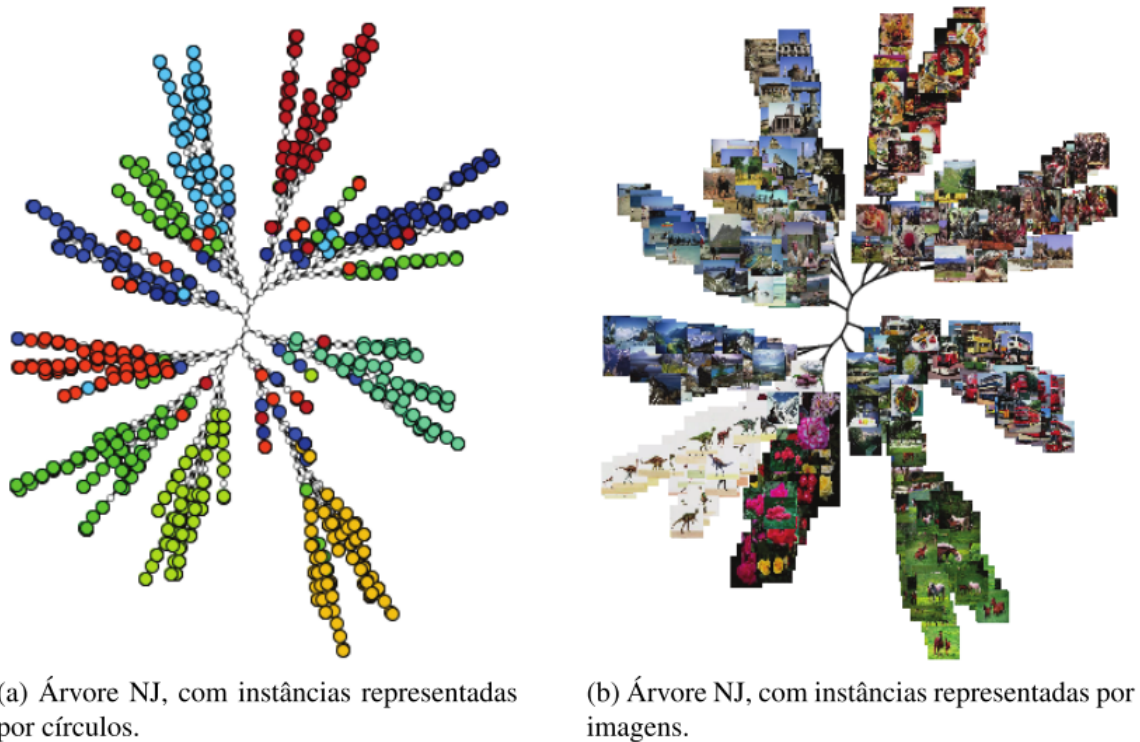 (a) Árvore NJ, com instâncias representadas
por círculos.
(b) Árvore NJ, com instâncias representadas por
imagens.